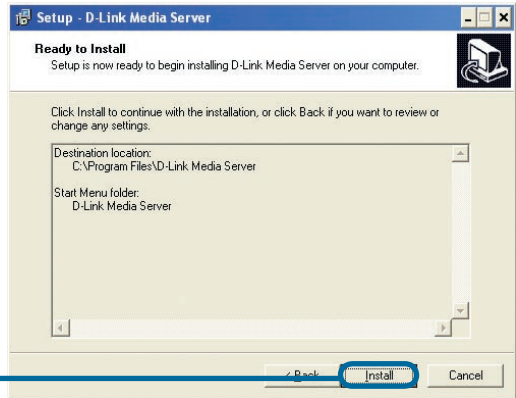 Setup - D-Link Media Server
Ready to Install
Setup is now ready to begin installing D-Link Media Server on your computer.
Click Install to continue with the installation, or click Back if you want to review or
change any settings.
Destination location:
C:\Program Files\D-Link Media Server
Start Menu folder:
D-Link Media Server
< Back
Install
Cancel